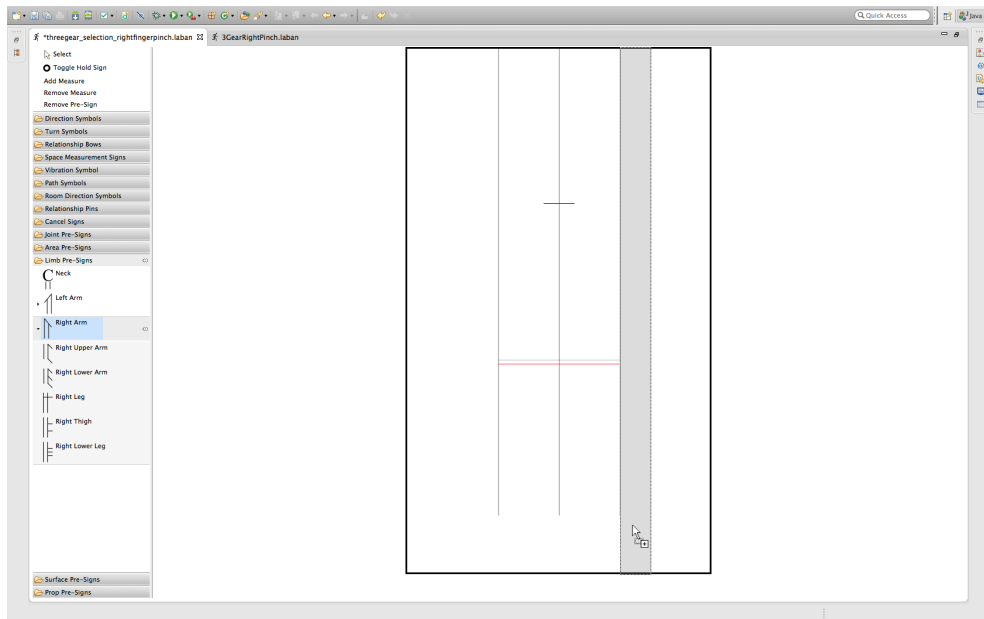 Quick Access
Java
*threegear_selection_rightfingerpinch.laban
3GearRightPinch.laban
Select
Toggle Hold Sign
Add Measure
Remove Measure
Remove Pre-Sign
Direction Symbols
Turn Symbols
Relationship Bows
Space Measurement Signs
Vibration Symbol
Path Symbols
Room Direction Symbols
Relationship Pins
Cancel Signs
Joint Pre-Signs
Area Pre-Signs
Limb Pre-Signs
C Neck
Left Arm
Right Arm
Right Upper Arm
Right Lower Arm
Right Leg
Right Thigh
Right Lower Leg
Surface Pre-Signs
Prop Pre-Signs